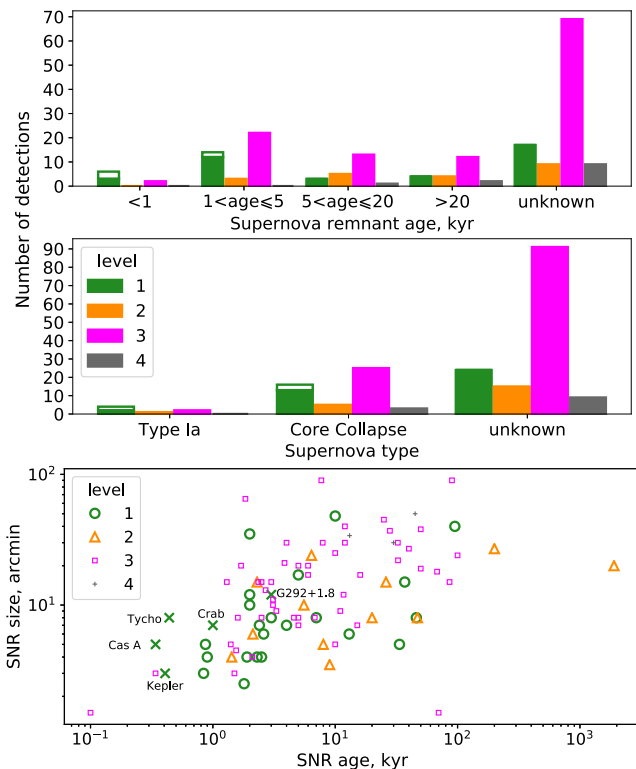 70
60
50
40
30
20
10
0
<1
1<age⩽5
5<age⩽20
>20
unknown
Supernova remnant age, kyr
Number of detections
90
80
70
60
50
40
30
20
10
0
level
1
2
3
4
Type Ia
Core Collapse
unknown
Supernova type
10²
10¹
SNR size, arcmin
level
1
2
3
4
G292+1.8
Tycho
Crab
Cas A
Kepler
10⁻¹
10⁰
10¹
10²
10³
SNR age, kyr